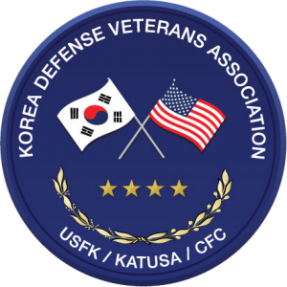 KOREA DEFENSE VETERANS ASSOCIATION
USFK / KATUSA / CFC